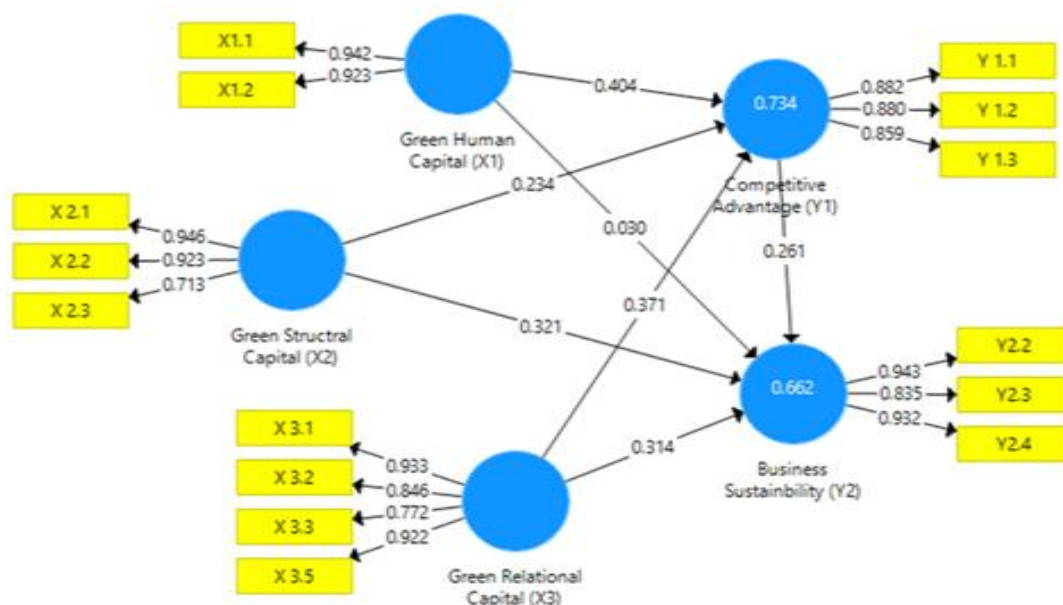 X1.1
0.942
X1.2
0.923
Green Human
Capital (X1)
0.404
0.734
Competitive
Advantage (Y1)
0.882
0.880
0.859
Y 1.1
Y 1.2
Y 1.3
0.234
0.030
0.261
X 2.1
X 2.2
X 2.3
0.946
0.923
0.713
Green Structral
Capital (X2)
0.371
0.321
0.662
Business
Sustainbility (Y2)
0.943
0.835
0.932
Y2.2
Y2.3
Y2.4
X 3.1
X 3.2
X 3.3
X 3.5
0.933
0.846
0.772
0.922
0.314
Green Relational
Capital (X3)